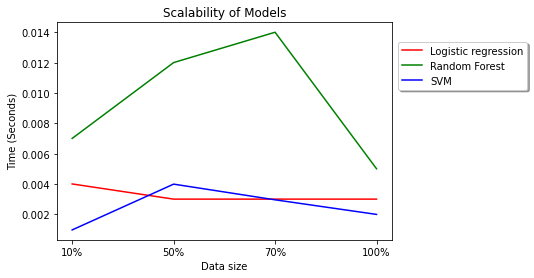 Scalability of Models
Time (Seconds)
0.014
0.012
0.010
0.008
0.006
0.004
0.002
10%
50%
70%
100%
Data size
Logistic regression
Random Forest
SVM